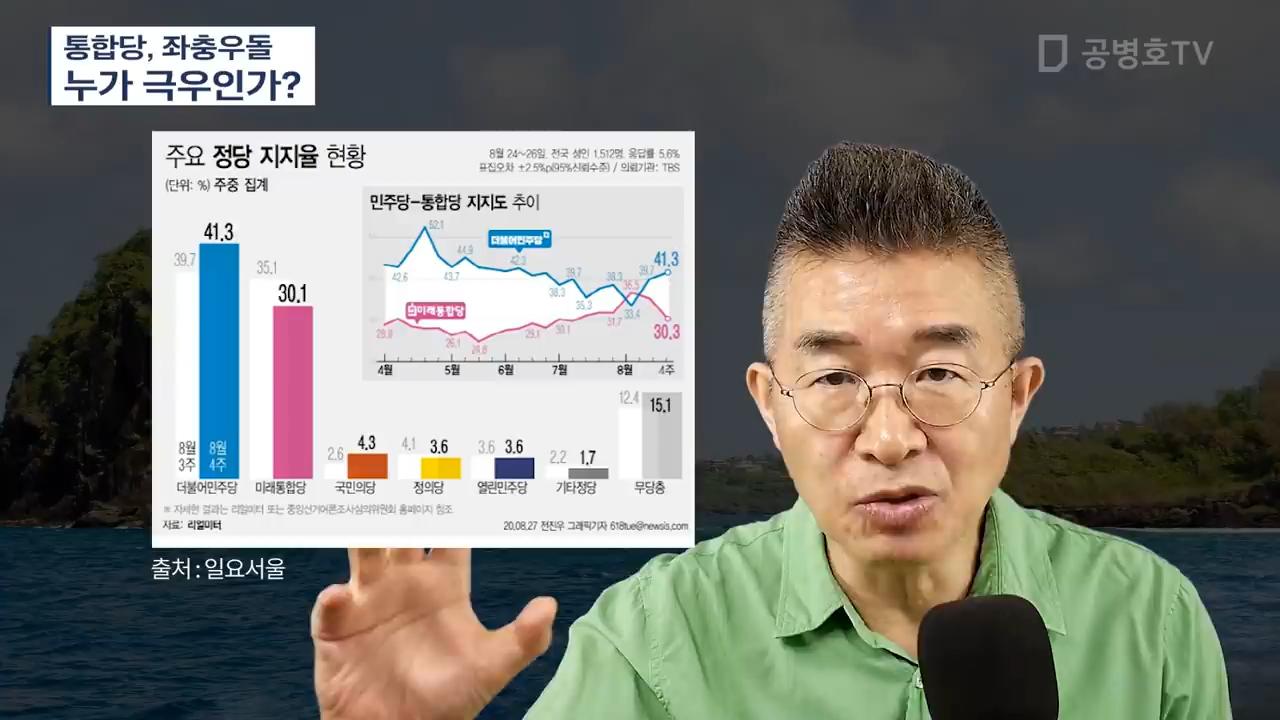 통합당, 좌충우돌
누가 극우인가?
공병호TV
주요 정당 지지율 현황
(단위: %) 주중 집계
8월 24~26일, 전국 성인 1,512명, 응답률 5.6%
표집오차 ±2.5%p(95%신뢰수준) / 의뢰기관: TBS
민주당-통합당 지지도 추이
52.1
더불어민주당
42.6
43.7
44.9
42.3
38.3
39.7
35.3
38.3
33.4
39.7
41.3
미래통합당
29.8
26.1
24.8
29.1
30.1
31.7
36.5
30.3
4월 5월 6월 7월 8월 4주
39.7 41.3
35.1 30.1
2.6 4.3
4.1 3.6
3.6 3.6
2.2 1.7
12.4 15.1
8월 8월
3주 4주
더불어민주당 미래통합당 국민의당 정의당 열린민주당 기타정당 무당층
※ 자세한 결과는 리얼미터 또는 중앙선거여론조사심의위원회 홈페이지 참조
자료: 리얼미터
20.08.27 전진우 그래픽기자 618tue@newsis.com
출처 : 일요서울